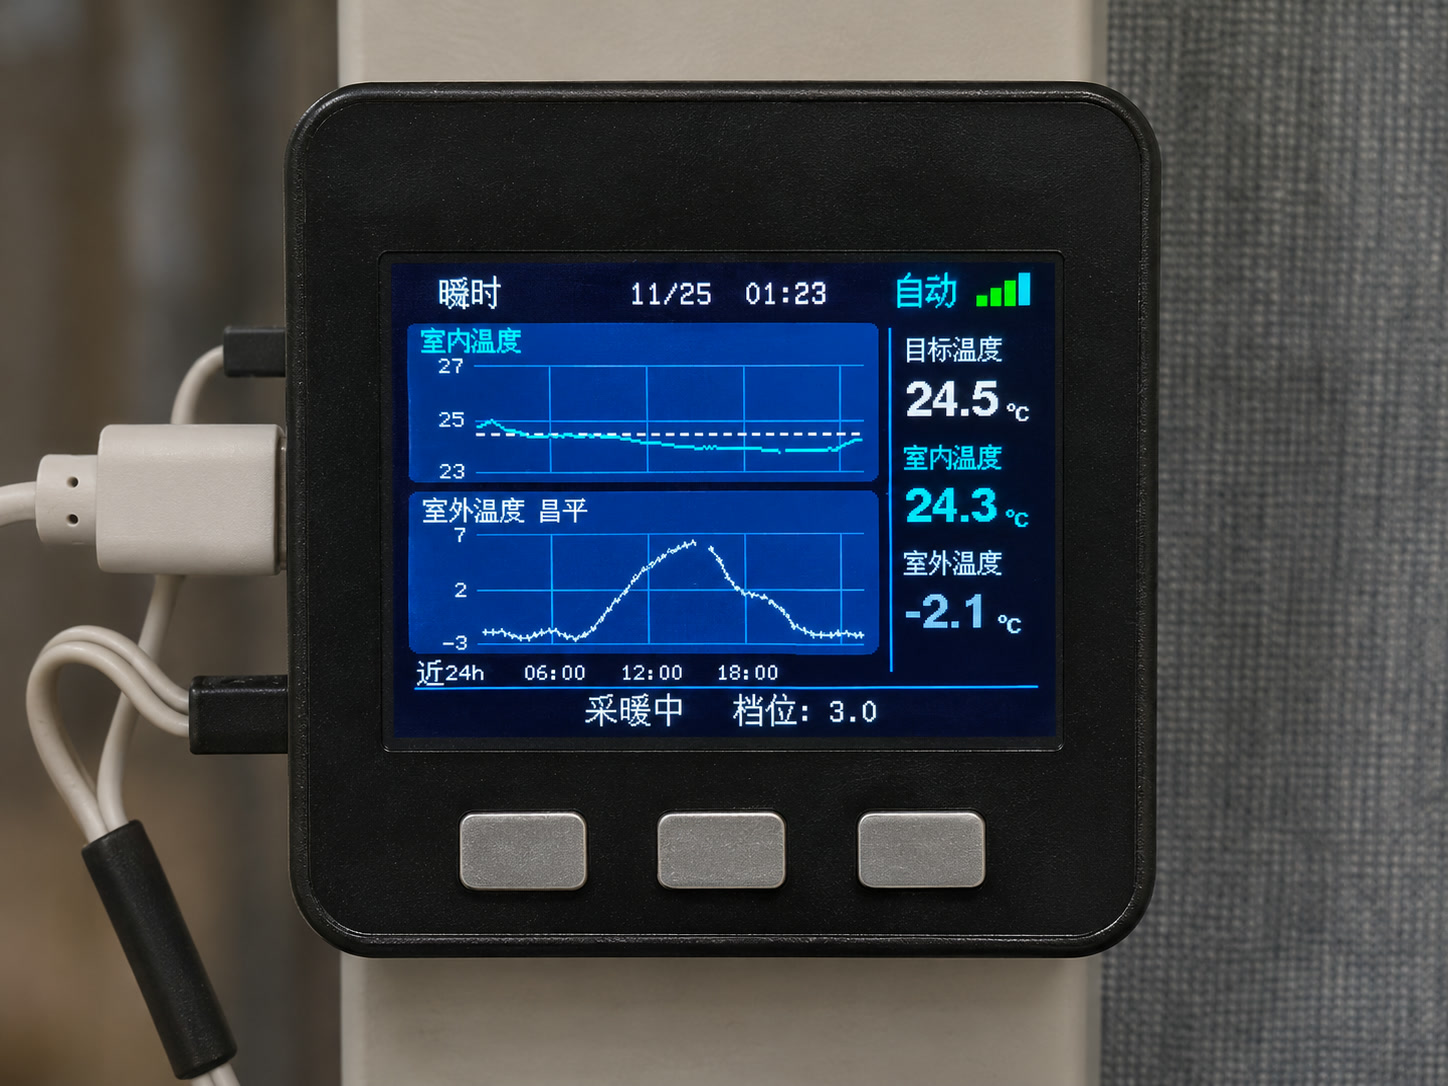 瞬时 11/25 01:23 自动
室内温度
27
25
23
室外温度 昌平
7
2
-3
近24h 06:00 12:00 18:00
目标温度
24.5 °C
室内温度
24.3 °C
室外温度
-2.1 °C
采暖中 档位: 3.0